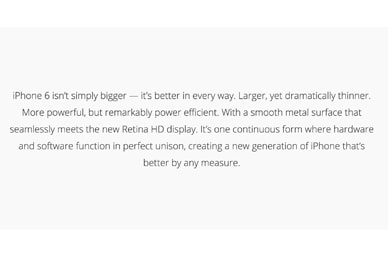 iPhone 6 isn't simply bigger — it's better in every way. Larger, yet dramatically thinner.
More powerful, but remarkably power efficient. With a smooth metal surface that
seamlessly meets the new Retina HD display. It's one continuous form where hardware
and software function in perfect unison, creating a new generation of iPhone that's
better by any measure.